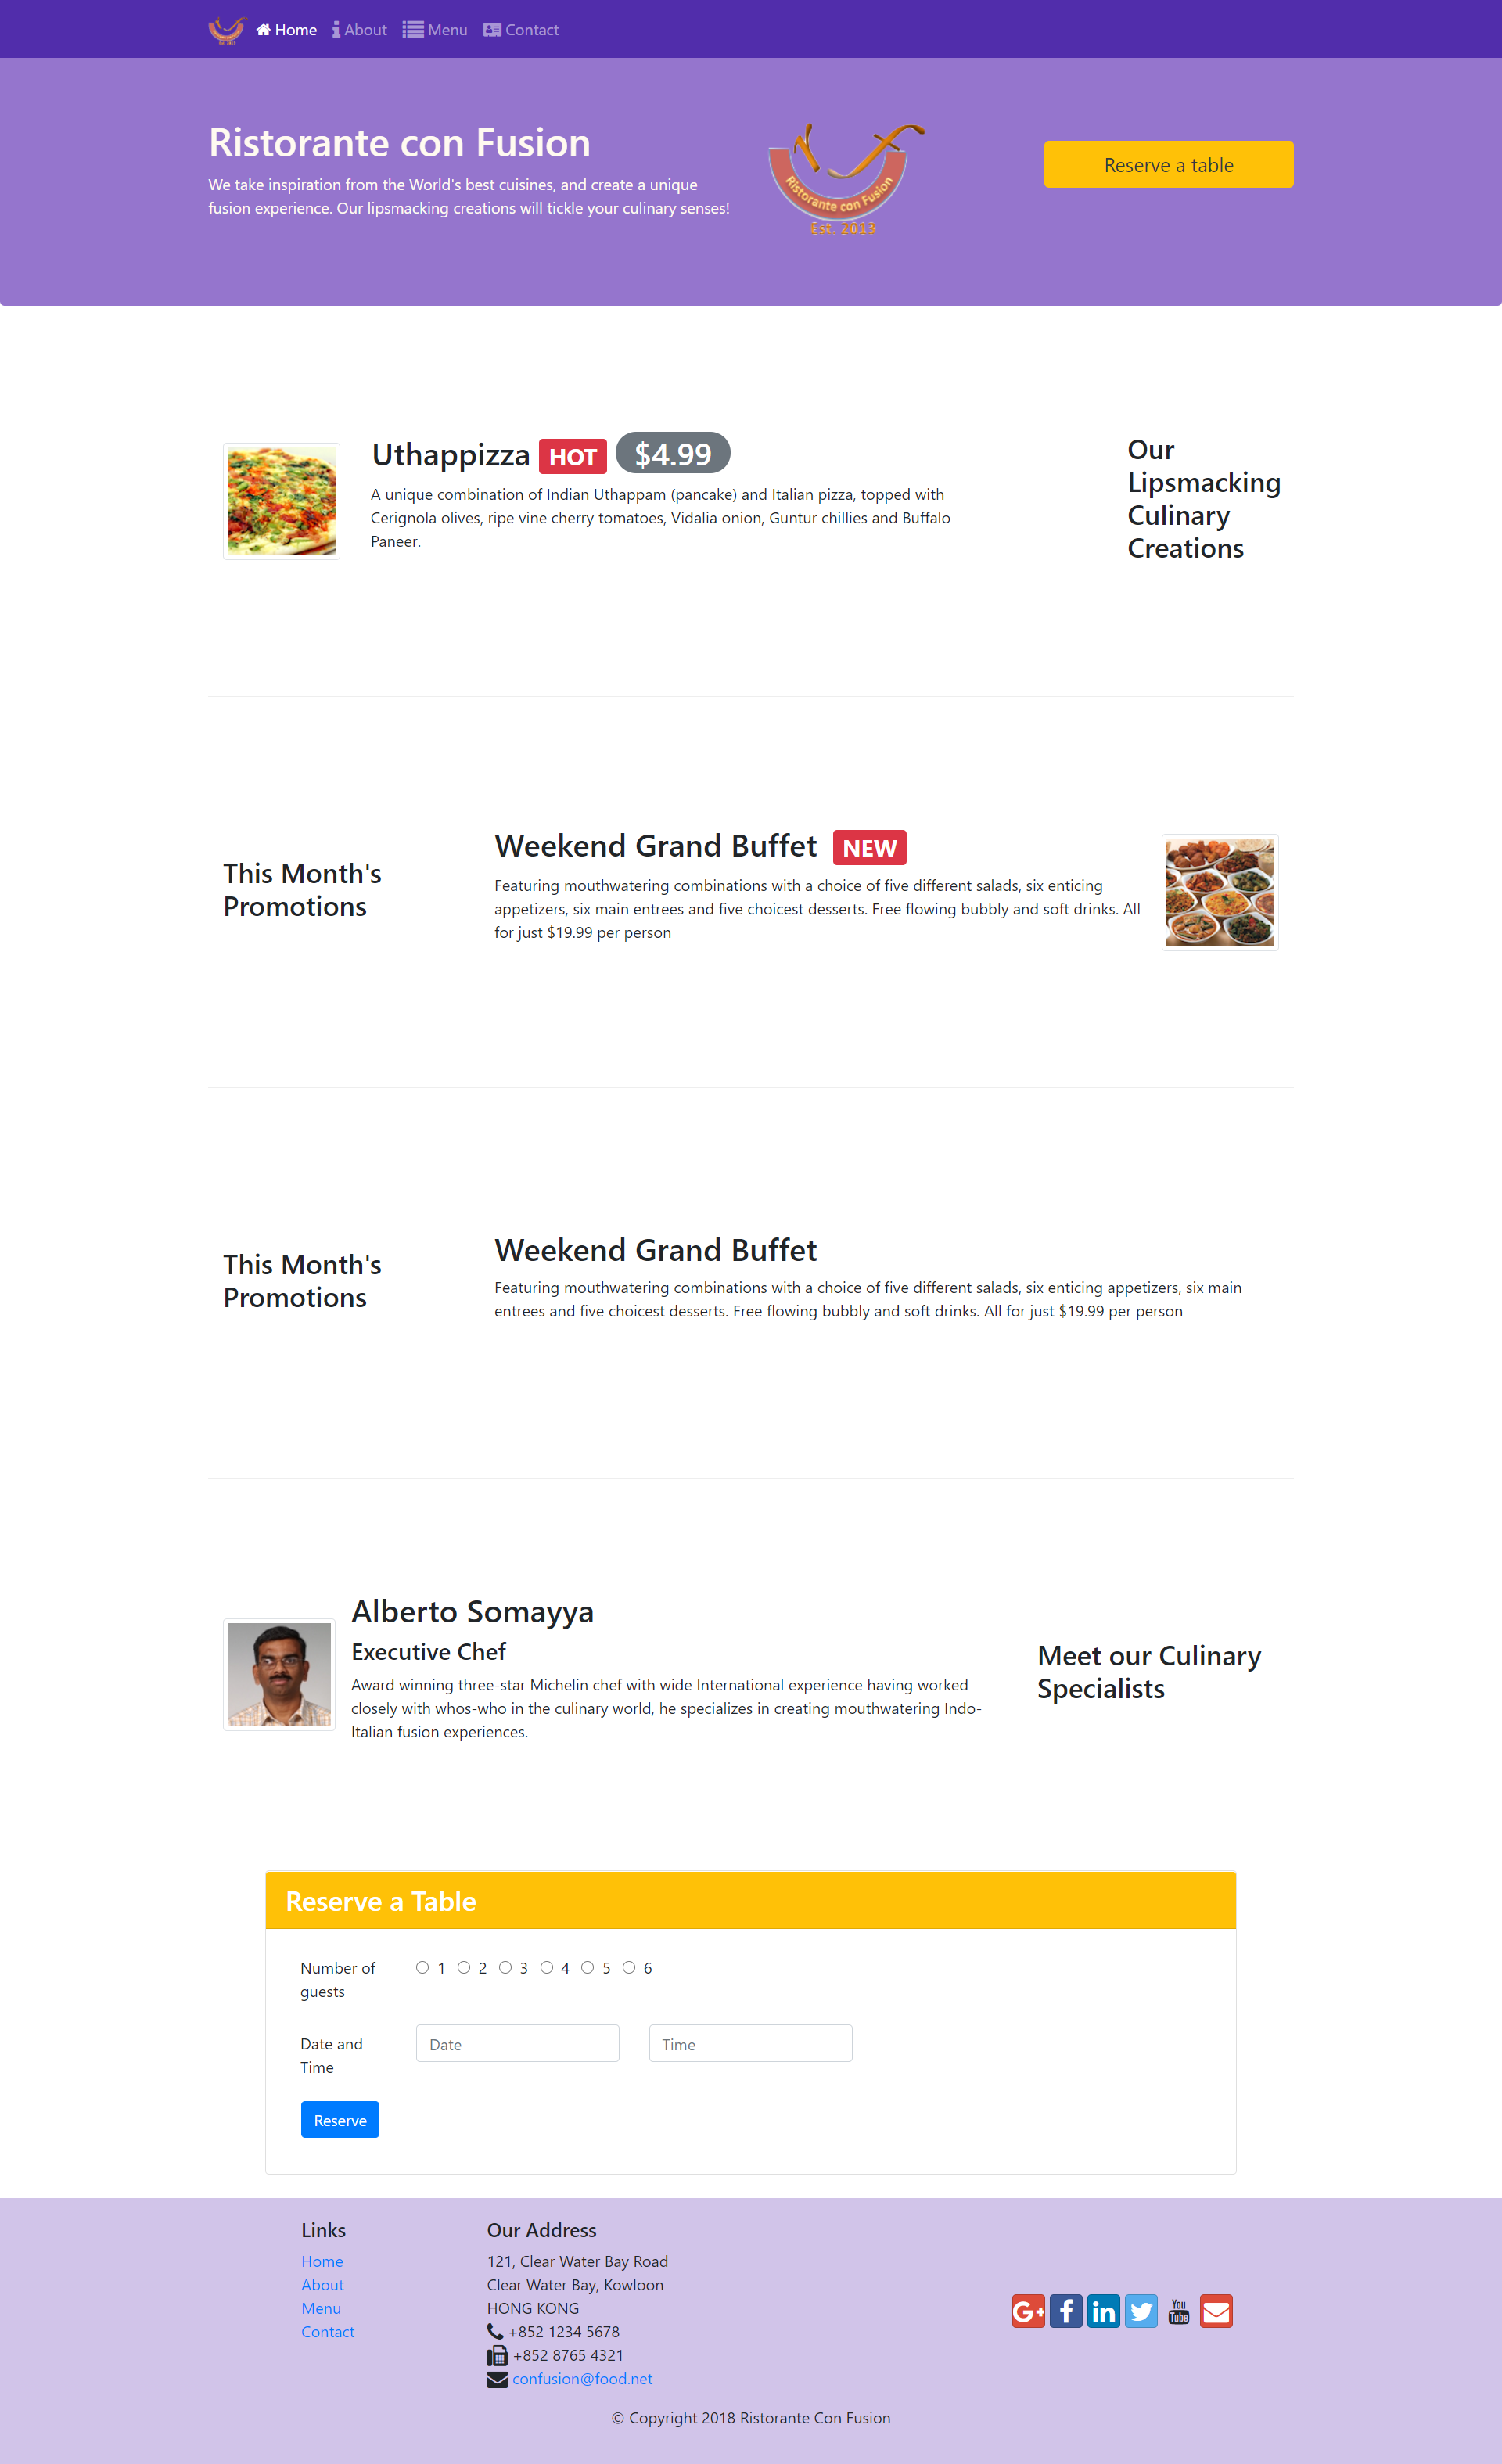 Home About Menu Contact
Ristorante con Fusion
We take inspiration from the World's best cuisines, and create a unique
fusion experience. Our lipsmacking creations will tickle your culinary senses!
Ristorante con Fusion
Est. 2019
Reserve a table
Uthappizza HOT $4.99
A unique combination of Indian Uthappam (pancake) and Italian pizza, topped with
Cerignola olives, ripe vine cherry tomatoes, Vidalia onion, Guntur chillies and Buffalo
Paneer.
Our
Lipsmacking
Culinary
Creations
This Month's
Promotions
Weekend Grand Buffet NEW
Featuring mouthwatering combinations with a choice of five different salads, six enticing
appetizers, six main entrees and five choicest desserts. Free flowing bubbly and soft drinks. All
for just $19.99 per person
This Month's
Promotions
Weekend Grand Buffet
Featuring mouthwatering combinations with a choice of five different salads, six enticing appetizers, six main
entrees and five choicest desserts. Free flowing bubbly and soft drinks. All for just $19.99 per person
Alberto Somayya
Executive Chef
Award winning three-star Michelin chef with wide International experience having worked
closely with whos-who in the culinary world, he specializes in creating mouthwatering Indo-
Italian fusion experiences.
Meet our Culinary
Specialists
Reserve a Table
Number of
guests
1 2 3 4 5 6
Date and
Time
Date
Time
Reserve
Links
Home
About
Menu
Contact
Our Address
121, Clear Water Bay Road
Clear Water Bay, Kowloon
HONG KONG
+852 1234 5678
+852 8765 4321
confusion@food.net
G+ f in You Tube
© Copyright 2018 Ristorante Con Fusion